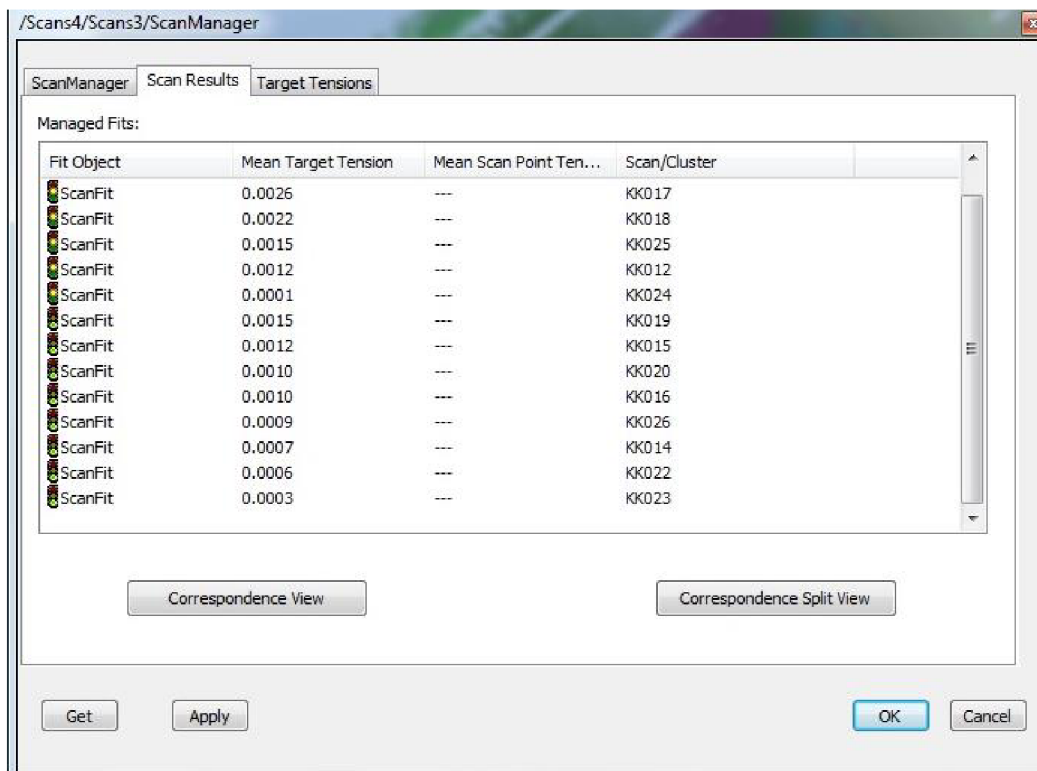 /Scans4/Scans3/ScanManager
ScanManager Scan Results Target Tensions
Managed Fits:
Fit Object Mean Target Tension Mean Scan Point Ten... Scan/Cluster
ScanFit 0.0026 --- KK017
ScanFit 0.0022 --- KK018
ScanFit 0.0015 --- KK025
ScanFit 0.0012 --- KK012
ScanFit 0.0001 --- KK024
ScanFit 0.0015 --- KK019
ScanFit 0.0012 --- KK015
ScanFit 0.0010 --- KK020
ScanFit 0.0010 --- KK016
ScanFit 0.0009 --- KK026
ScanFit 0.0007 --- KK014
ScanFit 0.0006 --- KK022
ScanFit 0.0003 --- KK023
Correspondence View Correspondence Split View
Get Apply OK Cancel